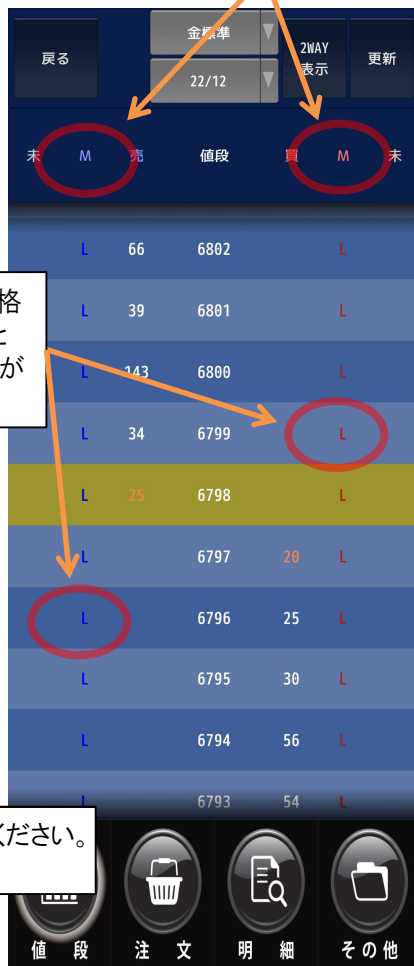 金標準
戻る
2WAY
表示
更新
22/12
未 M 売 値段 買 M 未
L 66 6802 L
格
L 39 6801 L
と
が
L 143 6800 L
L 34 6799 L
L 25 6798 L
L 6797 20 L
L 6796 25 L
L 6795 30 L
L 6794 56 L
L 6793 54 L
ください。
値段 注文 明細 その他